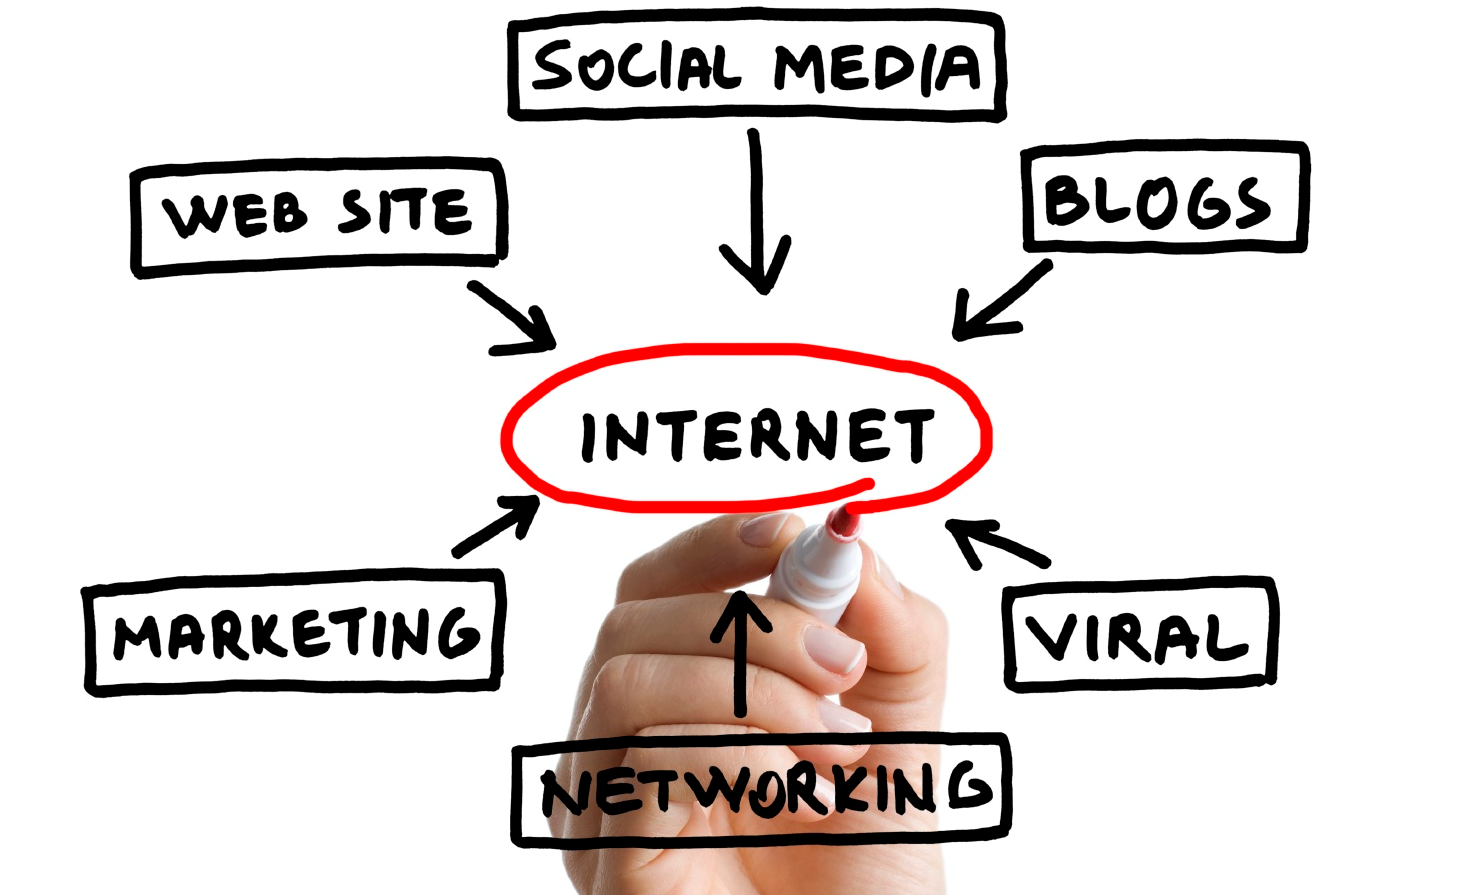 SOCIAL MEDIA
WEB SITE
BLOGS
INTERNET
MARKETING
VIRAL
NETWORKING